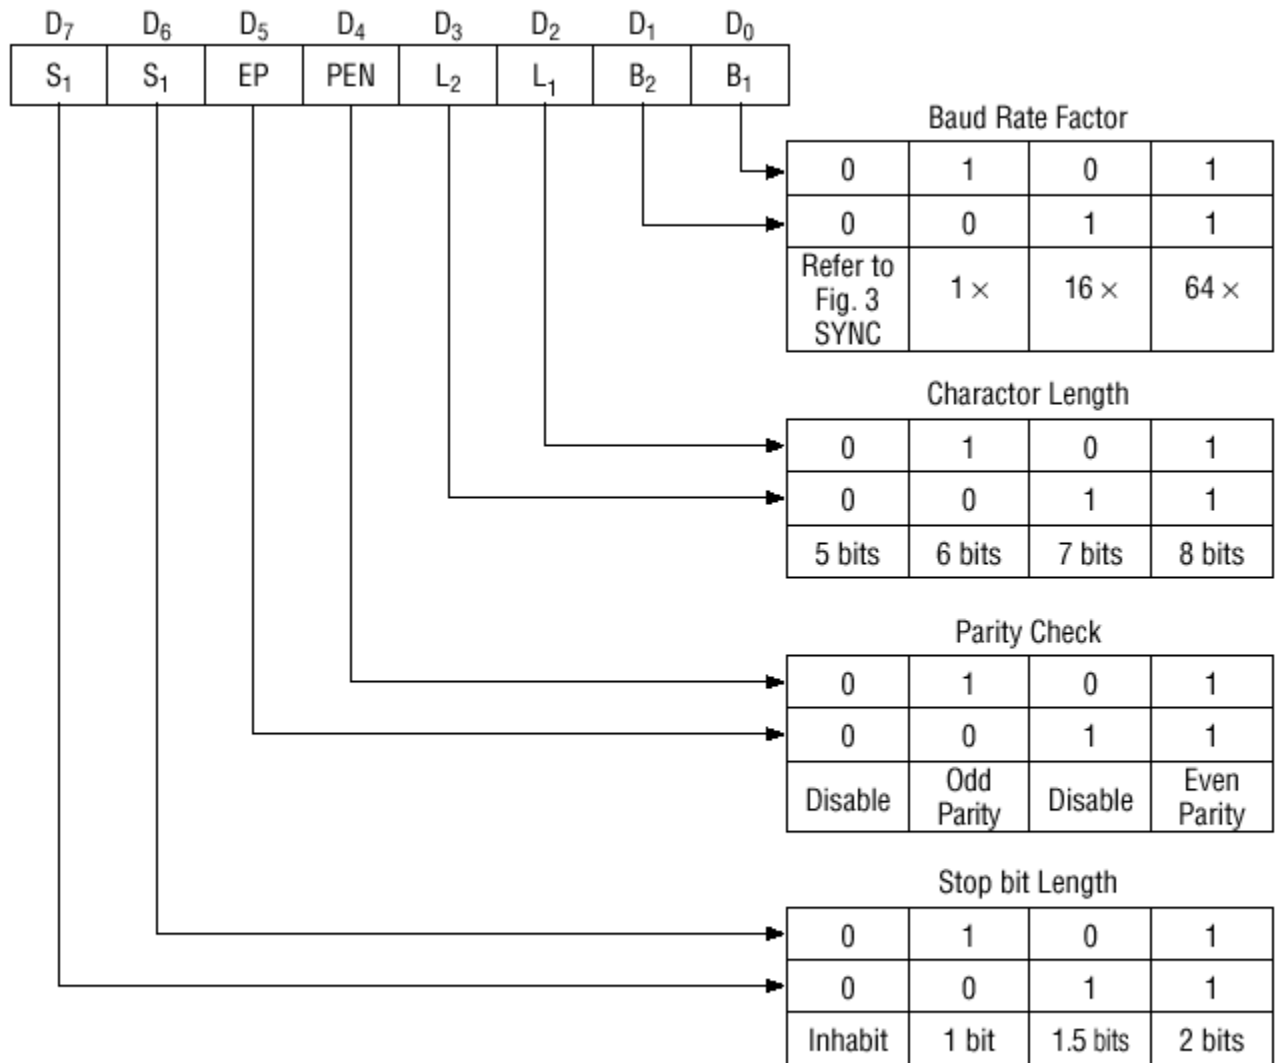 D₇ D₆ D₅ D₄ D₃ D₂ D₁ D₀
S₁ S₁ EP PEN L₂ L₁ B₂ B₁
Baud Rate Factor
0 1 0 1
0 0 1 1
Refer to
Fig. 3
SYNC
1 × 16 × 64 ×
Charactor Length
0 1 0 1
0 0 1 1
5 bits 6 bits 7 bits 8 bits
Parity Check
0 1 0 1
0 0 1 1
Disable
Odd
Parity
Disable
Even
Parity
Stop bit Length
0 1 0 1
0 0 1 1
Inhabit 1 bit 1.5 bits 2 bits